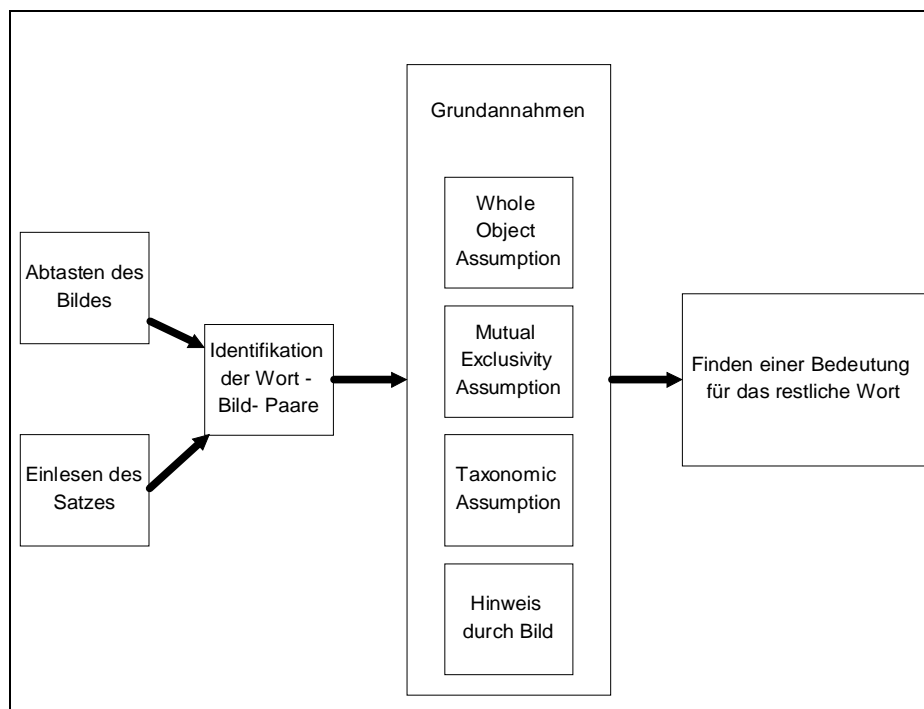 Abtasten des
Bildes
Einlesen des
Satzes
Identifikation
der Wort -
Bild- Paare
Grundannahmen
Whole
Object
Assumption
Mutual
Exclusivity
Assumption
Taxonomic
Assumption
Hinweis
durch Bild
Finden einer Bedeutung
für das restliche Wort